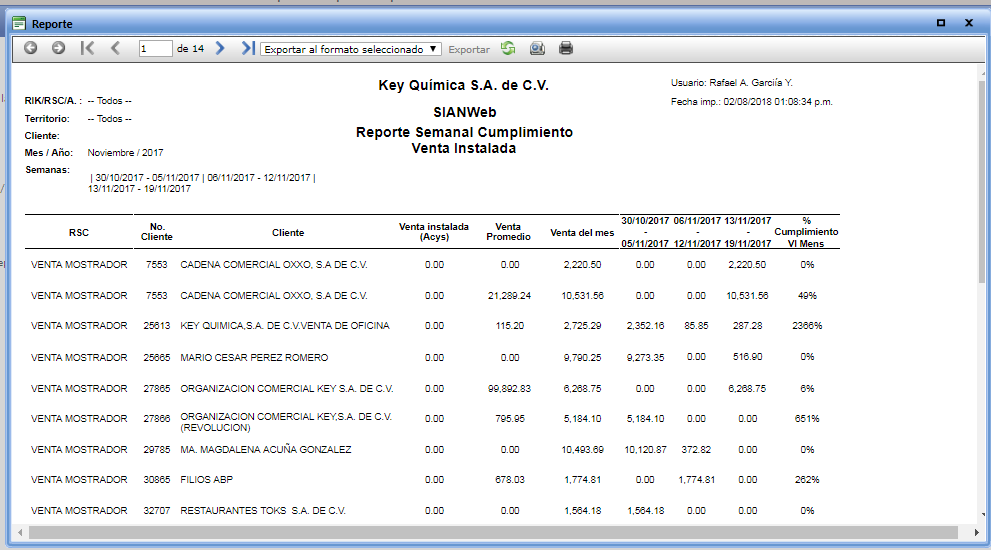 Reporte
1 de 14 Exportar al formato seleccionado ▼ Exportar
Key Química S.A. de C.V.
Usuario: Rafael A. Garcíía Y.
Fecha imp.: 02/08/2018 01:08:34 p.m.
SIANWeb
Reporte Semanal Cumplimiento
Venta Instalada
RIK/RSC/A. : -- Todos --
Territorio: -- Todos --
Cliente:
Mes / Año: Noviembre / 2017
Semanas: | 30/10/2017 - 05/11/2017 | 06/11/2017 - 12/11/2017 |
13/11/2017 - 19/11/2017
RSC No. Cliente Cliente Venta instalada (Acys) Venta Promedio Venta del mes 30/10/2017 - 05/11/2017 06/11/2017 - 12/11/2017 13/11/2017 - 19/11/2017 % Cumplimiento VI Mens
VENTA MOSTRADOR 7553 CADENA COMERCIAL OXXO, S.A DE C.V. 0.00 0.00 2,220.50 0.00 0.00 2,220.50 0%
VENTA MOSTRADOR 7553 CADENA COMERCIAL OXXO, S.A DE C.V. 0.00 21,289.24 10,531.56 0.00 0.00 10,531.56 49%
VENTA MOSTRADOR 25613 KEY QUIMICA,S.A. DE C.V.VENTA DE OFICINA 0.00 115.20 2,725.29 2,352.16 85.85 287.28 2366%
VENTA MOSTRADOR 25665 MARIO CESAR PEREZ ROMERO 0.00 0.00 9,790.25 9,273.35 0.00 516.90 0%
VENTA MOSTRADOR 27865 ORGANIZACION COMERCIAL KEY S.A. DE C.V. 0.00 99,892.83 6,268.75 0.00 0.00 6,268.75 6%
VENTA MOSTRADOR 27866 ORGANIZACION COMERCIAL KEY,S.A. DE C.V. 0.00 795.95 5,184.10 5,184.10 0.00 0.00 651%
(REVOLUCION)
VENTA MOSTRADOR 29785 MA. MAGDALENA ACUÑA GONZALEZ 0.00 0.00 10,493.69 10,120.87 372.82 0.00 0%
VENTA MOSTRADOR 30865 FILIOS ABP 0.00 678.03 1,774.81 0.00 1,774.81 0.00 262%
VENTA MOSTRADOR 32707 RESTAURANTES TOKS S.A. DE C.V. 0.00 0.00 1,564.18 1,564.18 0.00 0.00 0%